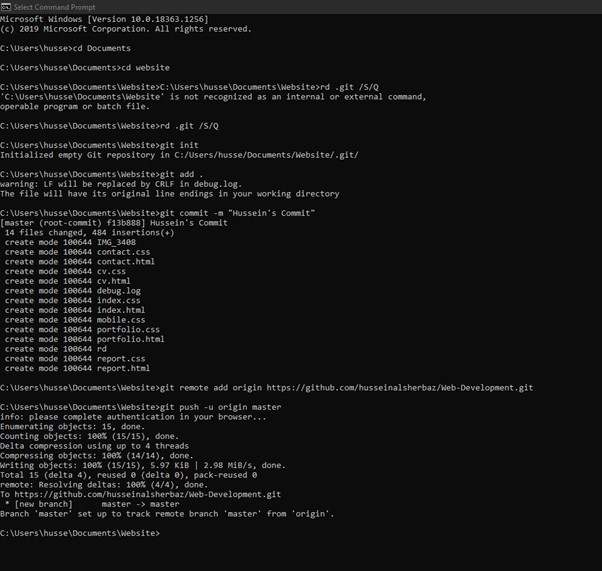 Select Command Prompt
Microsoft Windows [Version 10.0.18363.1256]
(c) 2019 Microsoft Corporation. All rights reserved.
C:\Users\husse>cd Documents
C:\Users\husse\Documents>cd website
C:\Users\husse\Documents\Website>C:\Users\husse\Documents\Website>rd .git /S/Q
'C:\Users\husse\Documents\Website' is not recognized as an internal or external command,
operable program or batch file.
C:\Users\husse\Documents\Website>rd .git /S/Q
C:\Users\husse\Documents\Website>git init
Initialized empty Git repository in C:/Users/husse/Documents/Website/.git/
C:\Users\husse\Documents\Website>git add .
warning: LF will be replaced by CRLF in debug.log.
The file will have its original line endings in your working directory
C:\Users\husse\Documents\Website>git commit -m "Hussein's Commit"
[master (root-commit) f13b888] Hussein's Commit
14 files changed, 484 insertions(+)
create mode 100644 IMG_3408
create mode 100644 contact.css
create mode 100644 contact.html
create mode 100644 cv.css
create mode 100644 cv.html
create mode 100644 debug.log
create mode 100644 index.css
create mode 100644 index.html
create mode 100644 mobile.css
create mode 100644 portfolio.css
create mode 100644 portfolio.html
create mode 100644 rd
create mode 100644 report.css
create mode 100644 report.html
C:\Users\husse\Documents\Website>git remote add origin https://github.com/husseinalsherbaz/Web-Development.git
C:\Users\husse\Documents\Website>git push -u origin master
info: please complete authentication in your browser...
Enumerating objects: 15, done.
Counting objects: 100% (15/15), done.
Delta compression using up to 4 threads
Compressing objects: 100% (14/14), done.
Writing objects: 100% (15/15), 5.97 KiB | 2.98 MiB/s, done.
Total 15 (delta 4), reused 0 (delta 0), pack-reused 0
remote: Resolving deltas: 100% (4/4), done.
To https://github.com/husseinalsherbaz/Web-Development.git
* [new branch] master -> master
Branch 'master' set up to track remote branch 'master' from 'origin'.
C:\Users\husse\Documents\Website>